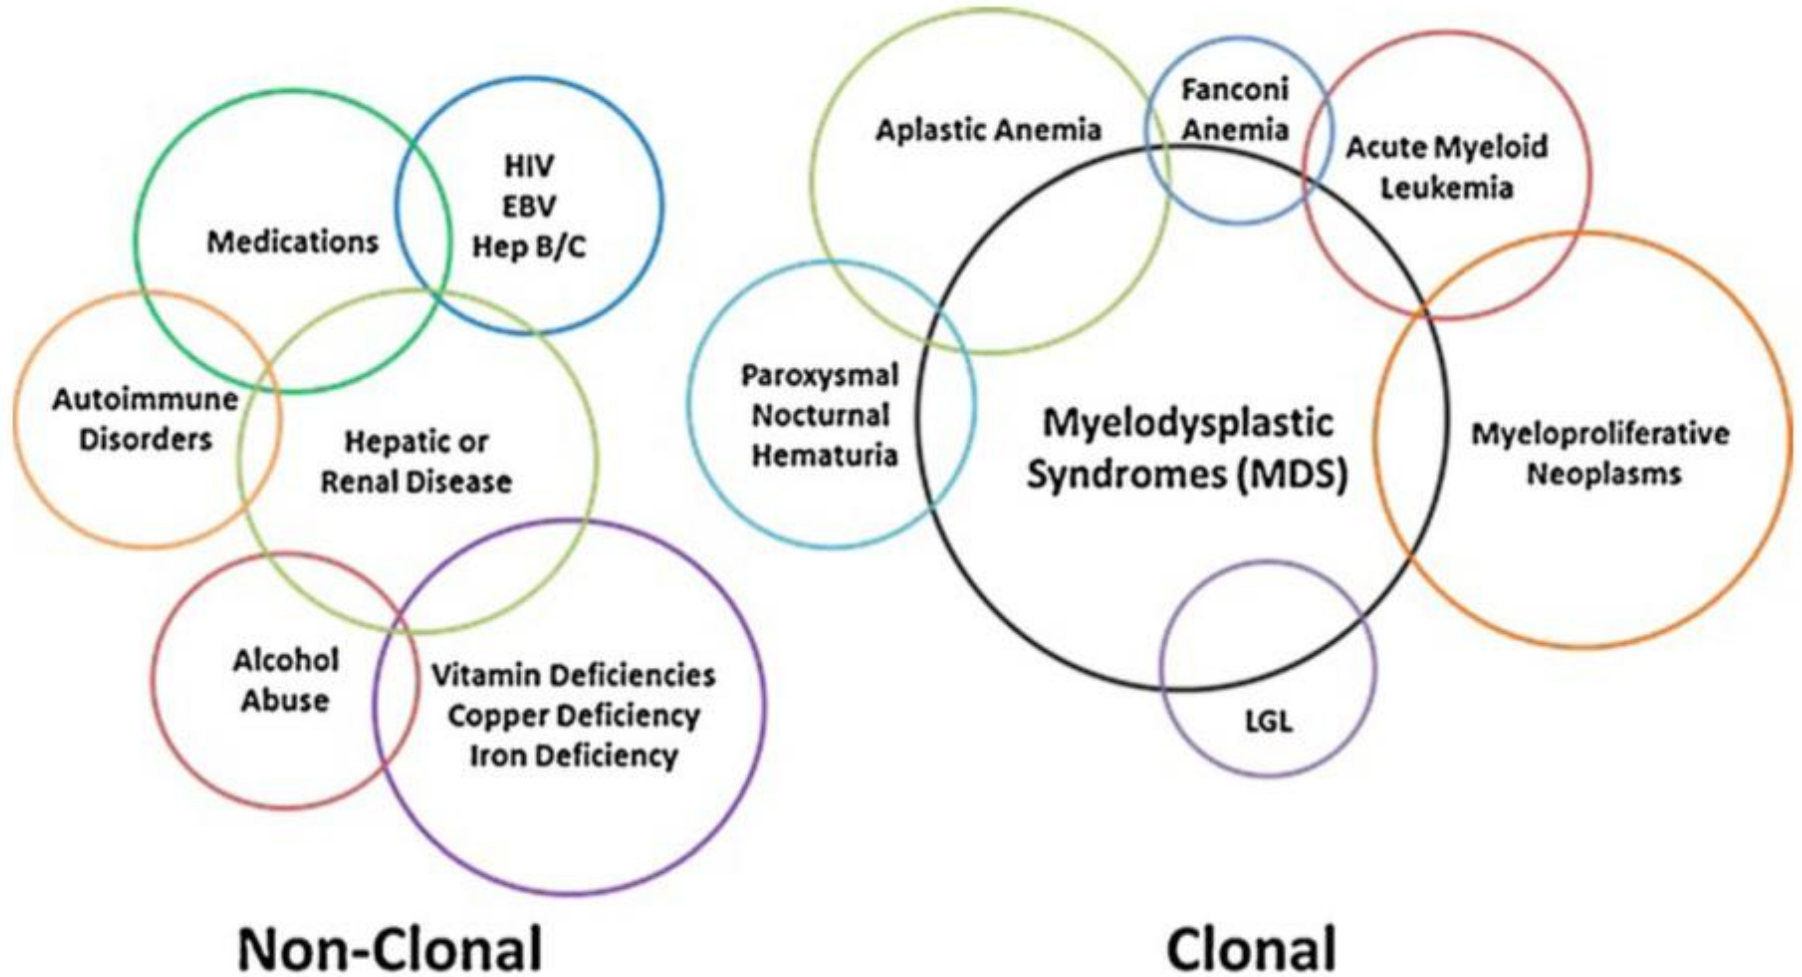 Medications
HIV
EBV
Hep B/C
Autoimmune
Disorders
Hepatic or
Renal Disease
Alcohol
Abuse
Vitamin Deficiencies
Copper Deficiency
Iron Deficiency
Non-Clonal
Aplastic Anemia
Fanconi
Anemia
Acute Myeloid
Leukemia
Paroxysmal
Nocturnal
Hematuria
Myelodysplastic
Syndromes (MDS)
Myeloproliferative
Neoplasms
LGL
Clonal